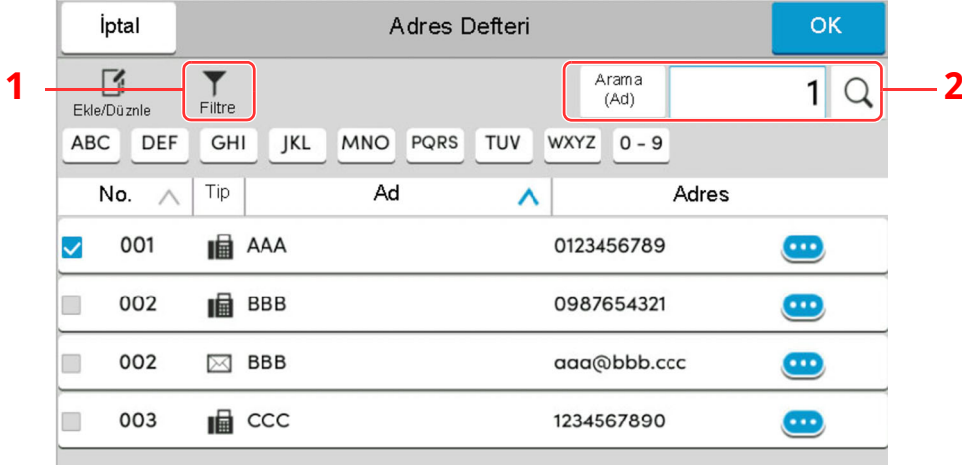 İptal Adres Defteri OK
1 Ekle/Düznle Filtre Arama (Ad) 1 2
ABC DEF GHI JKL MNO PQRS TUV WXYZ 0 - 9
No. Tip Ad Adres
001 AAA 0123456789
002 BBB 0987654321
002 BBB aaa@bbb.ccc
003 CCC 1234567890